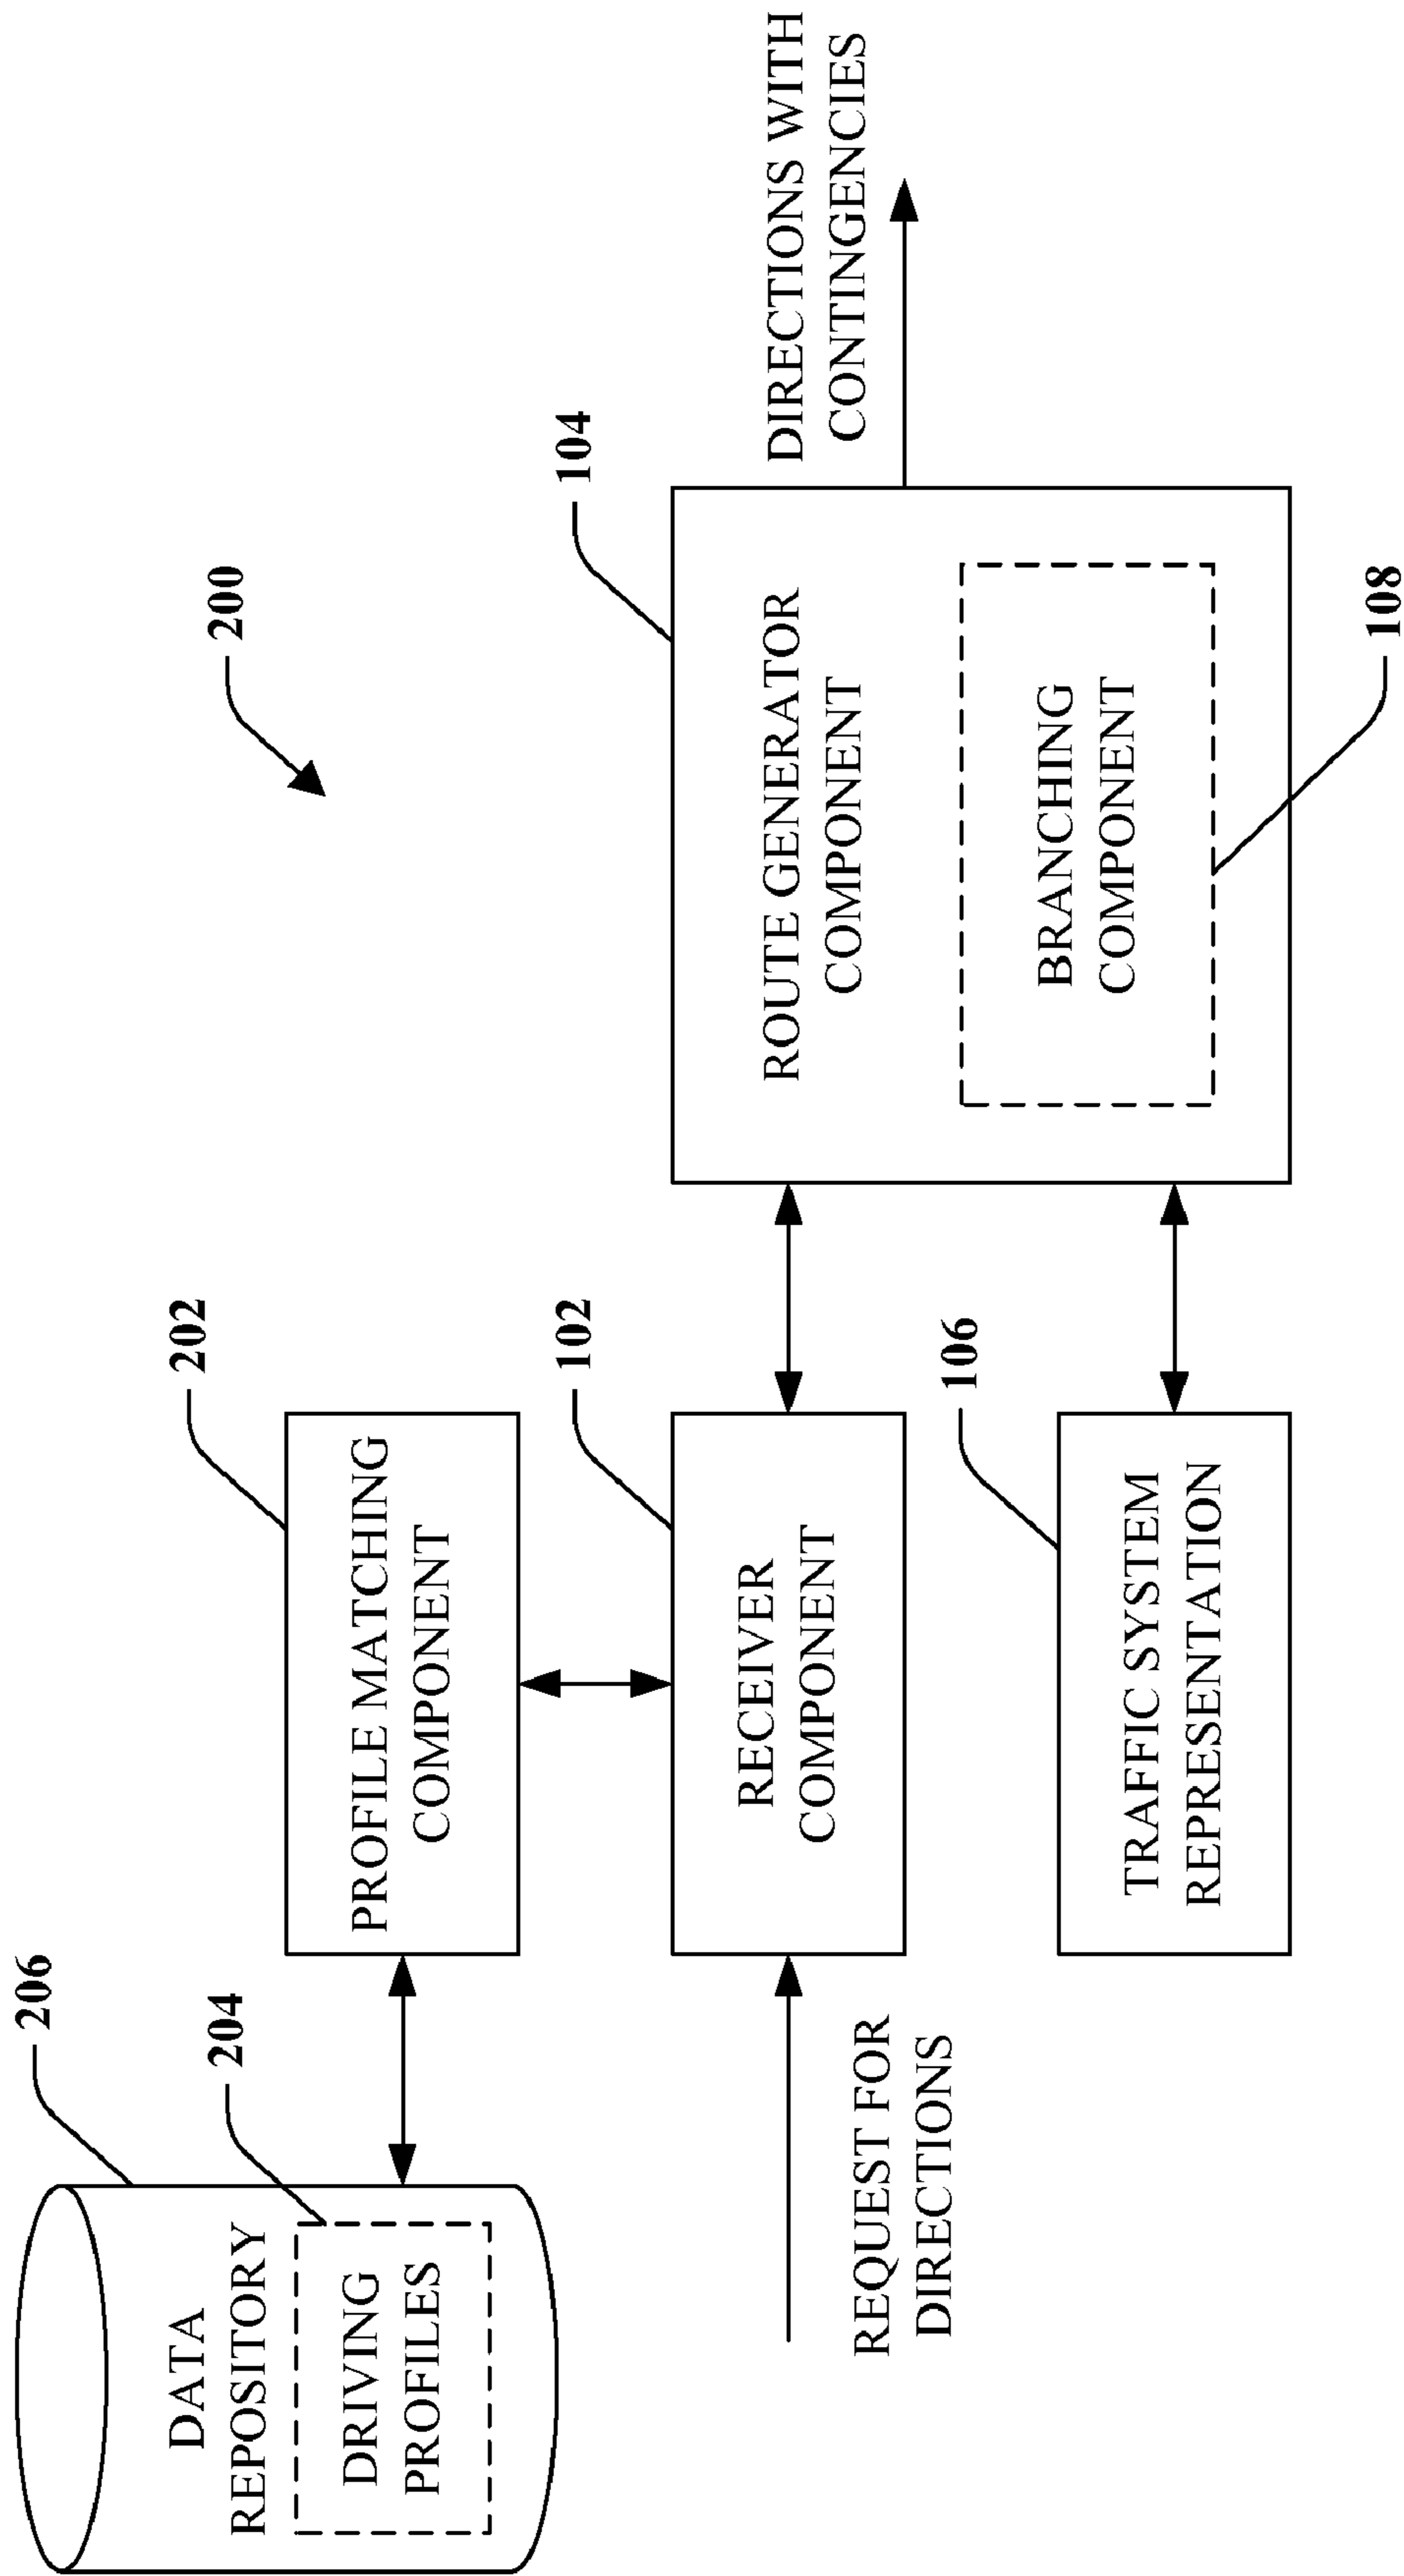 200
206
DATA
REPOSITORY
204
DRIVING
PROFILES
202
PROFILE MATCHING
COMPONENT
REQUEST FOR
DIRECTIONS
102
RECEIVER
COMPONENT
106
TRAFFIC SYSTEM
REPRESENTATION
104
ROUTE GENERATOR
COMPONENT
BRANCHING
COMPONENT
108
DIRECTIONS WITH
CONTINGENCIES